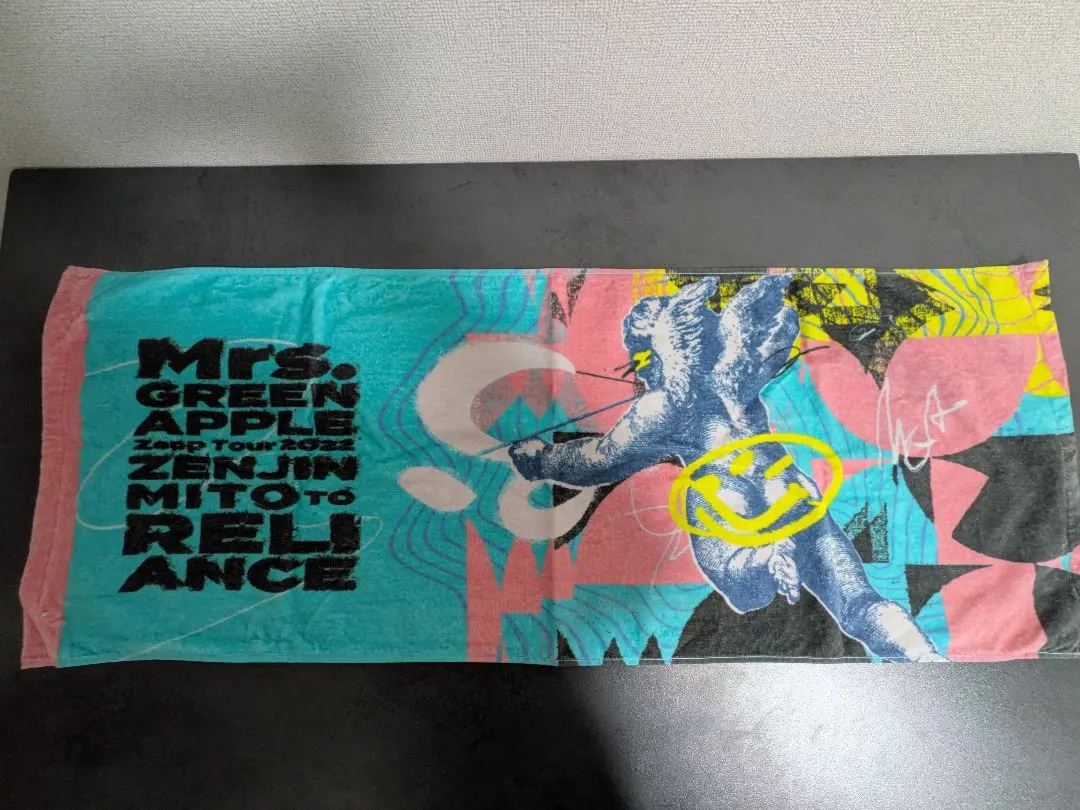 Mrs.
GREEN
APPLE
Zepp Tour 2022
ZENJIN
MITO TO
RELI
ANCE
M.G.A.